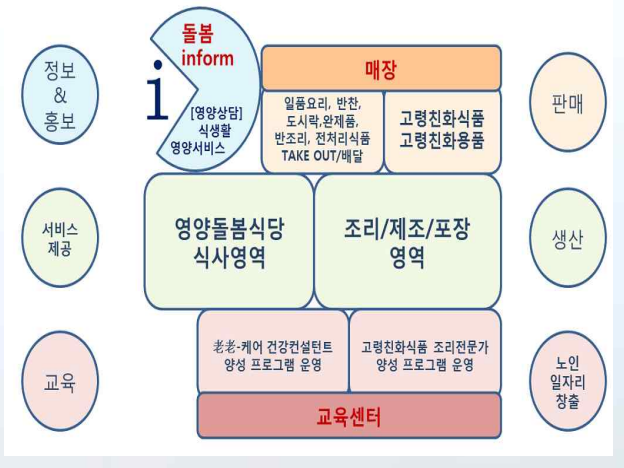 정보
&
홍보
돌봄
inform
i
[영양상담]
식생활
영양서비스
매장
일품요리, 반찬,
도시락,완제품,
반조리, 전처리식품
TAKE OUT/배달
고령친화식품
고령친화용품
판매
서비스
제공
영양돌봄식당
식사영역
조리/제조/포장
영역
생산
교육
老老-케어 건강컨설턴트
양성 프로그램 운영
고령친화식품 조리전문가
양성 프로그램 운영
교육센터
노인
일자리
창출